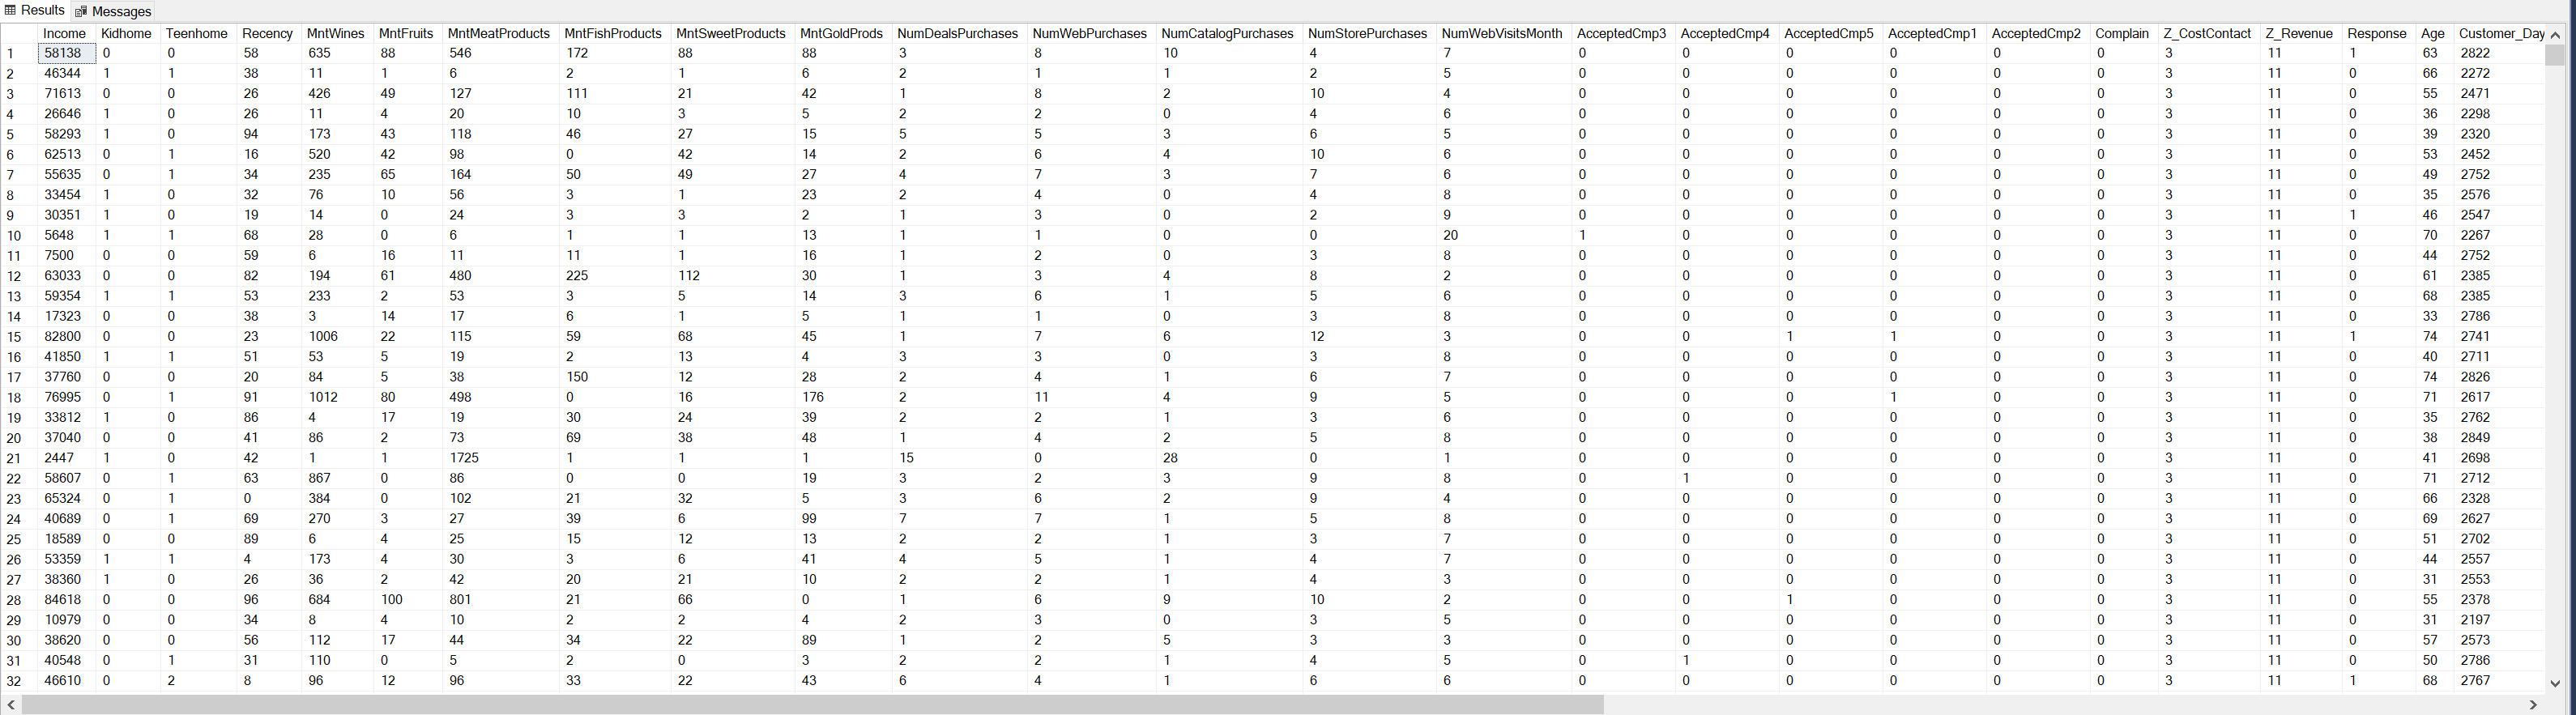 Results Messages
Income Kidhome Teenhome Recency MntWines MntFruits MntMeatProducts MntFishProducts MntSweetProducts MntGoldProds NumDealsPurchases NumWebPurchases NumCatalogPurchases NumStorePurchases NumWebVisitsMonth AcceptedCmp3 AcceptedCmp4 AcceptedCmp5 AcceptedCmp1 AcceptedCmp2 Complain Z_CostContact Z_Revenue Response Age Customer_Day
1 58138 0 0 58 635 88 546 172 88 88 3 8 10 4 7 0 0 0 0 0 0 3 11 1 63 2822
2 46344 1 1 38 11 1 6 2 1 6 2 1 1 2 5 0 0 0 0 0 0 3 11 0 66 2272
3 71613 0 0 26 426 49 127 111 21 42 1 8 2 10 4 0 0 0 0 0 0 3 11 0 55 2471
4 26646 1 0 26 11 4 20 10 3 5 2 2 0 4 6 0 0 0 0 0 0 3 11 0 36 2298
5 58293 1 0 94 173 43 118 46 27 15 5 5 3 6 5 0 0 0 0 0 0 3 11 0 39 2320
6 62513 0 1 16 520 42 98 0 42 14 2 6 4 10 6 0 0 0 0 0 0 3 11 0 53 2452
7 55635 0 1 34 235 65 164 50 49 27 4 7 3 7 6 0 0 0 0 0 0 3 11 0 49 2752
8 33454 1 0 32 76 10 56 3 1 23 2 4 0 4 8 0 0 0 0 0 0 3 11 0 35 2576
9 30351 1 0 19 14 0 24 3 3 2 1 3 0 2 9 0 0 0 0 0 0 3 11 1 46 2547
10 5648 1 1 68 28 0 6 1 1 13 1 1 0 0 20 1 0 0 0 0 0 3 11 0 70 2267
11 7500 0 0 59 6 16 11 11 1 16 1 2 0 3 8 0 0 0 0 0 0 3 11 0 44 2752
12 63033 0 0 82 194 61 480 225 112 30 1 3 4 8 2 0 0 0 0 0 0 3 11 0 61 2385
13 59354 1 1 53 233 2 53 3 5 14 3 6 1 5 6 0 0 0 0 0 0 3 11 0 68 2385
14 17323 0 0 38 3 14 17 6 1 5 1 1 0 3 8 0 0 0 0 0 0 3 11 0 33 2786
15 82800 0 0 23 1006 22 115 59 68 45 1 7 6 12 3 0 0 1 1 0 0 3 11 1 74 2741
16 41850 1 1 51 53 5 19 2 13 4 3 3 0 3 8 0 0 0 0 0 0 3 11 0 40 2711
17 37760 0 0 20 84 5 38 150 12 28 2 4 1 6 7 0 0 0 0 0 0 3 11 0 74 2826
18 76995 0 1 91 1012 80 498 0 16 176 2 11 4 9 5 0 0 0 1 0 0 3 11 0 71 2617
19 33812 1 0 86 4 17 19 30 24 39 2 2 1 3 6 0 0 0 0 0 0 3 11 0 35 2762
20 37040 0 0 41 86 2 73 69 38 48 1 4 2 5 8 0 0 0 0 0 0 3 11 0 38 2849
21 2447 1 0 42 1 1 1725 1 1 1 15 0 28 0 1 0 0 0 0 0 0 3 11 0 41 2698
22 58607 0 1 63 867 0 86 0 0 19 3 2 3 9 8 0 1 0 0 0 0 3 11 0 71 2712
23 65324 0 1 0 384 0 102 21 32 5 3 6 2 9 4 0 0 0 0 0 0 3 11 0 66 2328
24 40689 0 1 69 270 3 27 39 6 99 7 7 1 5 8 0 0 0 0 0 0 3 11 0 69 2627
25 18589 0 0 89 6 4 25 15 12 13 2 2 1 3 7 0 0 0 0 0 0 3 11 0 51 2702
26 53359 1 1 4 173 4 30 3 6 41 4 5 1 4 7 0 0 0 0 0 0 3 11 0 44 2557
27 38360 1 0 26 36 2 42 20 21 10 2 2 1 4 3 0 0 0 0 0 0 3 11 0 31 2553
28 84618 0 0 96 684 100 801 21 66 0 1 6 9 10 2 0 0 1 0 0 0 3 11 0 55 2378
29 10979 0 0 34 8 4 10 2 2 4 2 3 0 3 5 0 0 0 0 0 0 3 11 0 31 2197
30 38620 0 0 56 112 17 44 34 22 89 1 2 5 3 3 0 0 0 0 0 0 3 11 0 57 2573
31 40548 0 1 31 110 0 5 2 0 3 2 2 1 4 5 0 1 0 0 0 0 3 11 0 50 2786
32 46610 0 2 8 96 12 96 33 22 43 6 4 1 6 6 0 0 0 0 0 0 3 11 1 68 2767